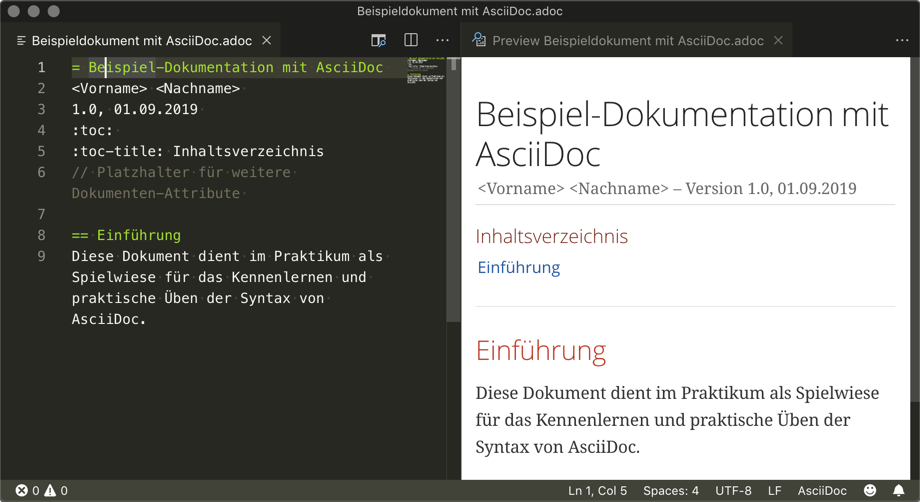 Beispieldokument mit AsciiDoc.adoc
Beispieldokument mit AsciiDoc.adoc
Preview Beispieldokument mit AsciiDoc.adoc
1 = Beispiel-Dokumentation mit AsciiDoc
2 <Vorname> <Nachname>
3 1.0, 01.09.2019
4 :toc:
5 :toc-title: Inhaltsverzeichnis
6 // Platzhalter für weitere
Dokumenten-Attribute
7
8 == Einführung
9 Diese Dokument dient im Praktikum als
Spielwiese für das Kennenlernen und
praktische Üben der Syntax von
AsciiDoc.
Beispiel-Dokumentation mit
AsciiDoc
<Vorname> <Nachname> – Version 1.0, 01.09.2019
Inhaltsverzeichnis
Einführung
Einführung
Diese Dokument dient im Praktikum als Spielwiese
für das Kennenlernen und praktische Üben der
Syntax von AsciiDoc.
0 0
Ln 1, Col 5 Spaces: 4 UTF-8 LF AsciiDoc